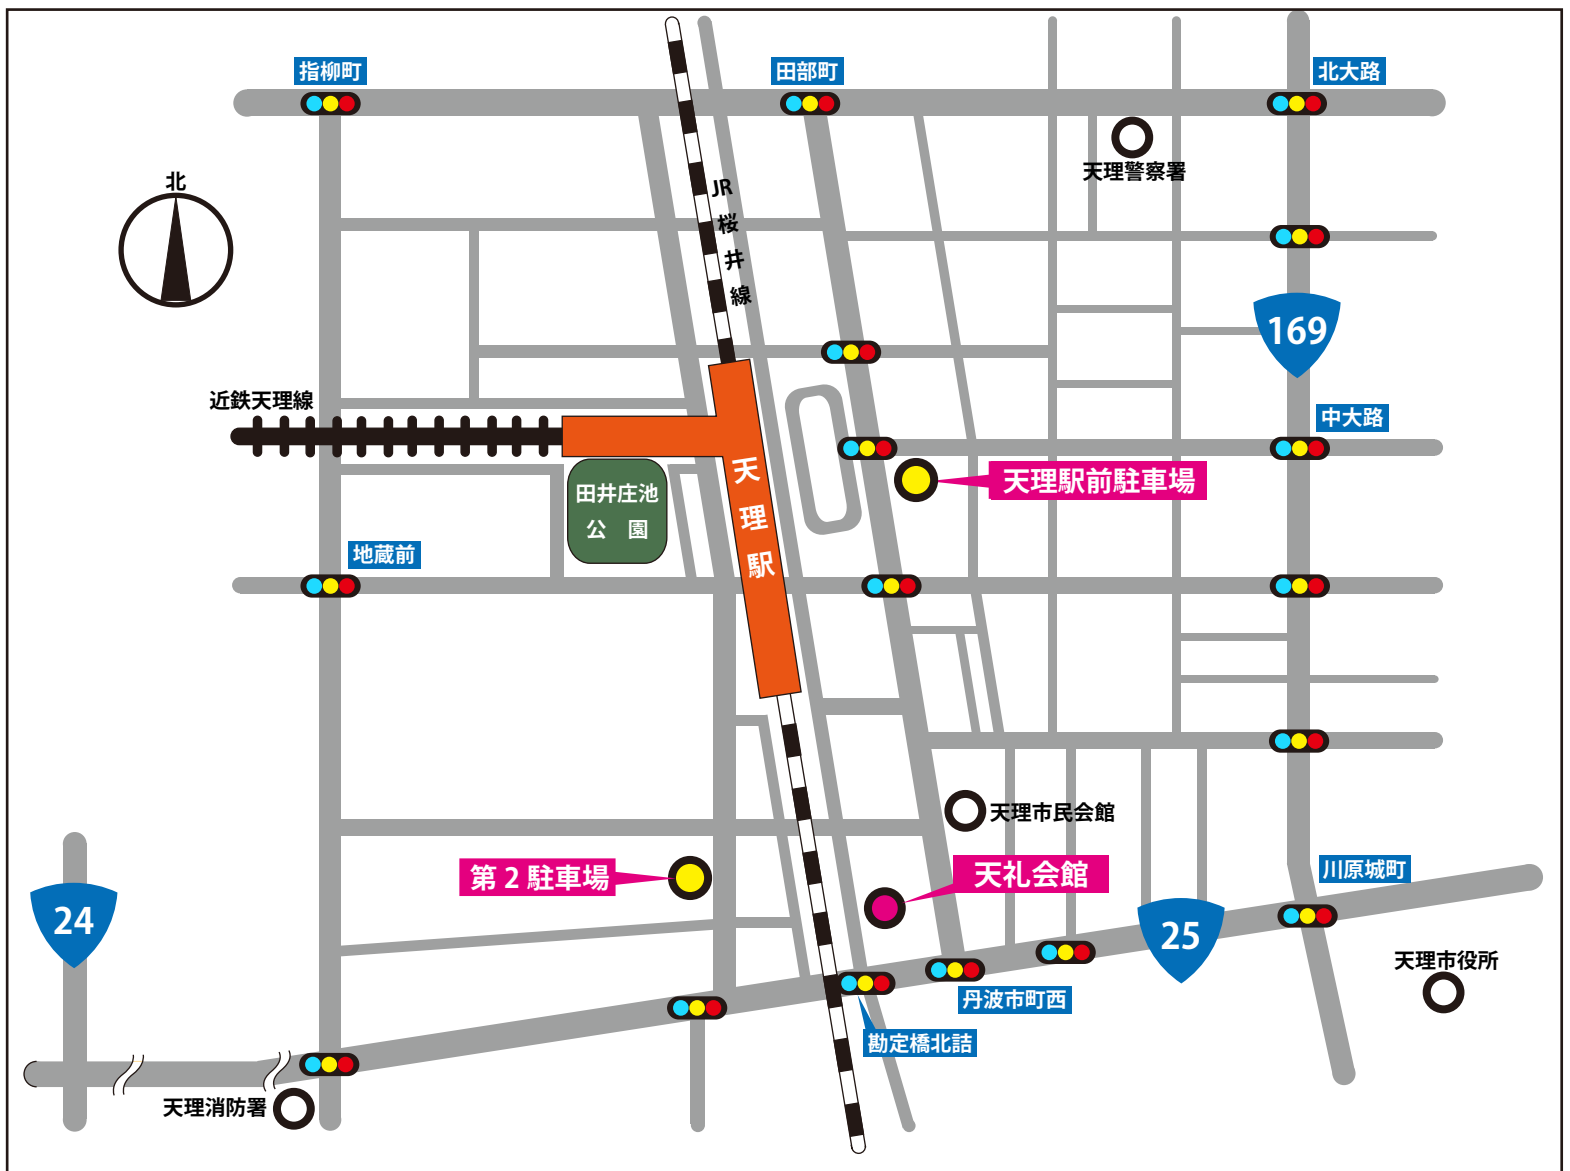 指柳町
田部町
北大路
天理警察署
北
JR桜井線
169
近鉄天理線
中大路
天理駅
天理駅前駐車場
田井庄池
公　園
地蔵前
天理市民会館
第2駐車場
天礼会館
川原城町
24
25
天理市役所
丹波市町西
勘定橋北詰
天理消防署